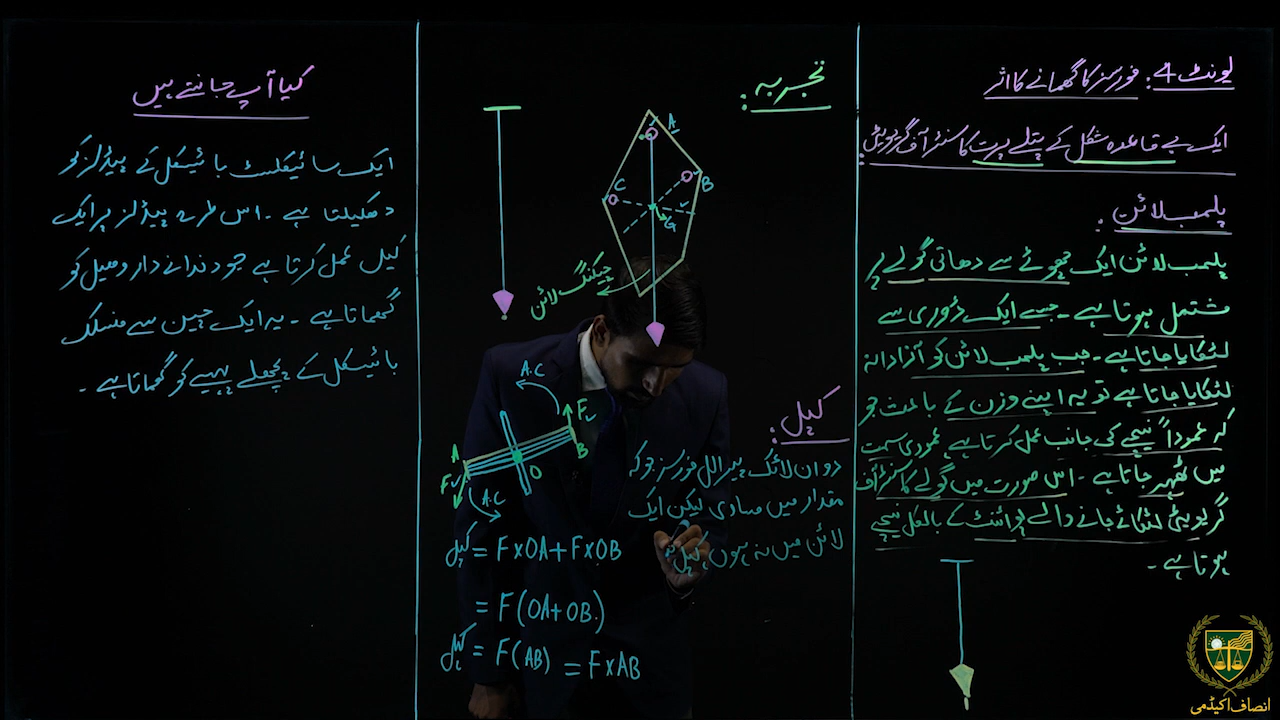 یونٹ 4: فورسز کا گھمانے کا اثر
ایک بے قاعدہ شکل کے پتلے پرت کا سنٹر آف گریویٹی:
پلمب لائن:
پلمب لائن ایک چھوٹے سے دھاتی گولے پر
مشتمل ہوتا ہے۔ جسے ایک ڈوری سے
لٹکایا جاتا ہے۔ جب پلمب لائن کو آزادانہ
لٹکایا جاتا ہے تو یہ اپنے وزن کے باعث جو
کہ عموداً نیچے کی جانب عمل کرتا ہے عمودی سمت
میں ٹھہر جاتا ہے۔ اس صورت میں گولے کا سنٹر آف
گریویٹی لٹکائے جانے والے پوائنٹ کے بالکل نیچے
ہوتا ہے۔
تجربہ:
A
B
C
G
چیکنگ لائن
کپل:
دو ان لائک پیرالل فورسز جو کہ
مقدار میں مساوی لیکن ایک
لائن میں نہ ہوں کپل
A.C
F
B
A
O
F
A.C
کپل = F×OA + F×OB
= F(OA+OB)
کپل = F(AB) = F×AB
کیا آپ جانتے ہیں
ایک سائیکلسٹ بائیسکل کے پیڈلز کو
دھکیلتا ہے۔ اس طرح پیڈلز پر ایک
کپل عمل کرتا ہے جو دندانے دار وھیل کو
گھماتا ہے۔ یہ ایک چین سے منسلک
بائیسکل کے پچھلے پہیے کو گھماتا ہے۔
انصاف اکیڈمی